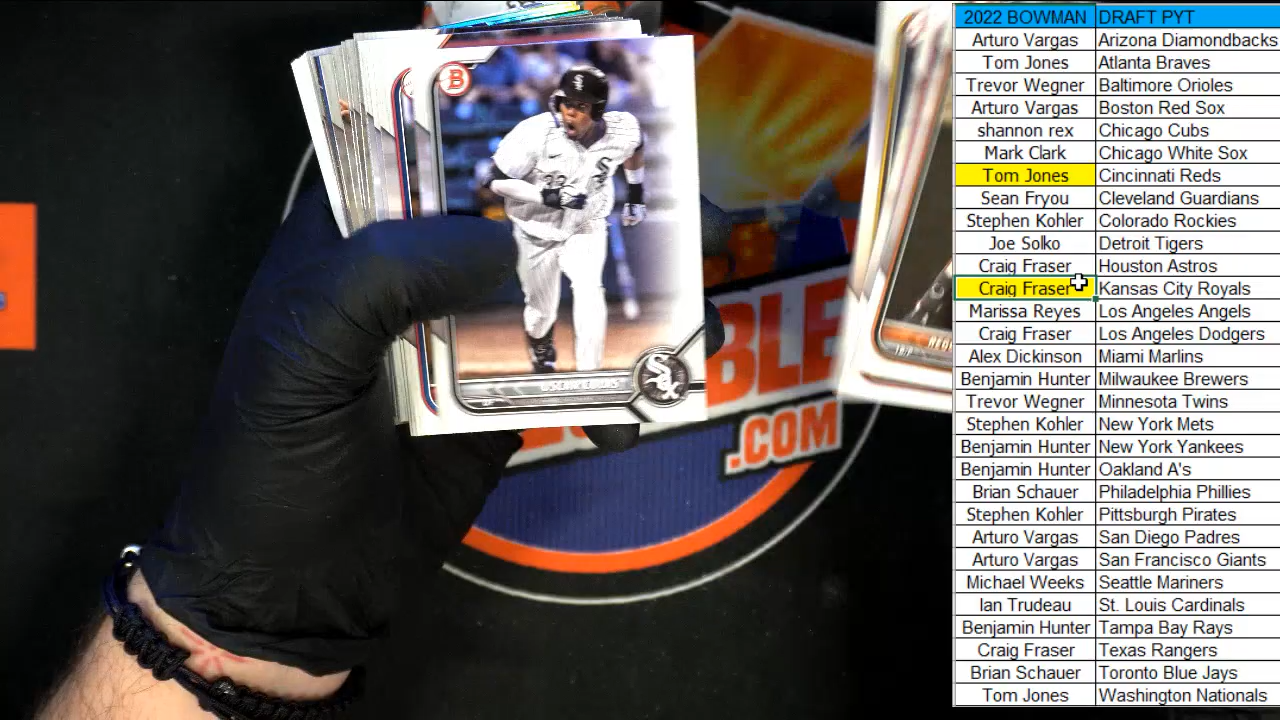 2022 BOWMAN DRAFT PYT
Arturo Vargas Arizona Diamondbacks
Tom Jones Atlanta Braves
Trevor Wegner Baltimore Orioles
Arturo Vargas Boston Red Sox
shannon rex Chicago Cubs
Mark Clark Chicago White Sox
Tom Jones Cincinnati Reds
Sean Fryou Cleveland Guardians
Stephen Kohler Colorado Rockies
Joe Solko Detroit Tigers
Craig Fraser Houston Astros
Craig Fraser Kansas City Royals
Marissa Reyes Los Angeles Angels
Craig Fraser Los Angeles Dodgers
Alex Dickinson Miami Marlins
Benjamin Hunter Milwaukee Brewers
Trevor Wegner Minnesota Twins
Stephen Kohler New York Mets
Benjamin Hunter New York Yankees
Benjamin Hunter Oakland A's
Brian Schauer Philadelphia Phillies
Stephen Kohler Pittsburgh Pirates
Arturo Vargas San Diego Padres
Arturo Vargas San Francisco Giants
Michael Weeks Seattle Mariners
Ian Trudeau St. Louis Cardinals
Benjamin Hunter Tampa Bay Rays
Craig Fraser Texas Rangers
Brian Schauer Toronto Blue Jays
Tom Jones Washington Nationals
B
SOX
BLE
.COM